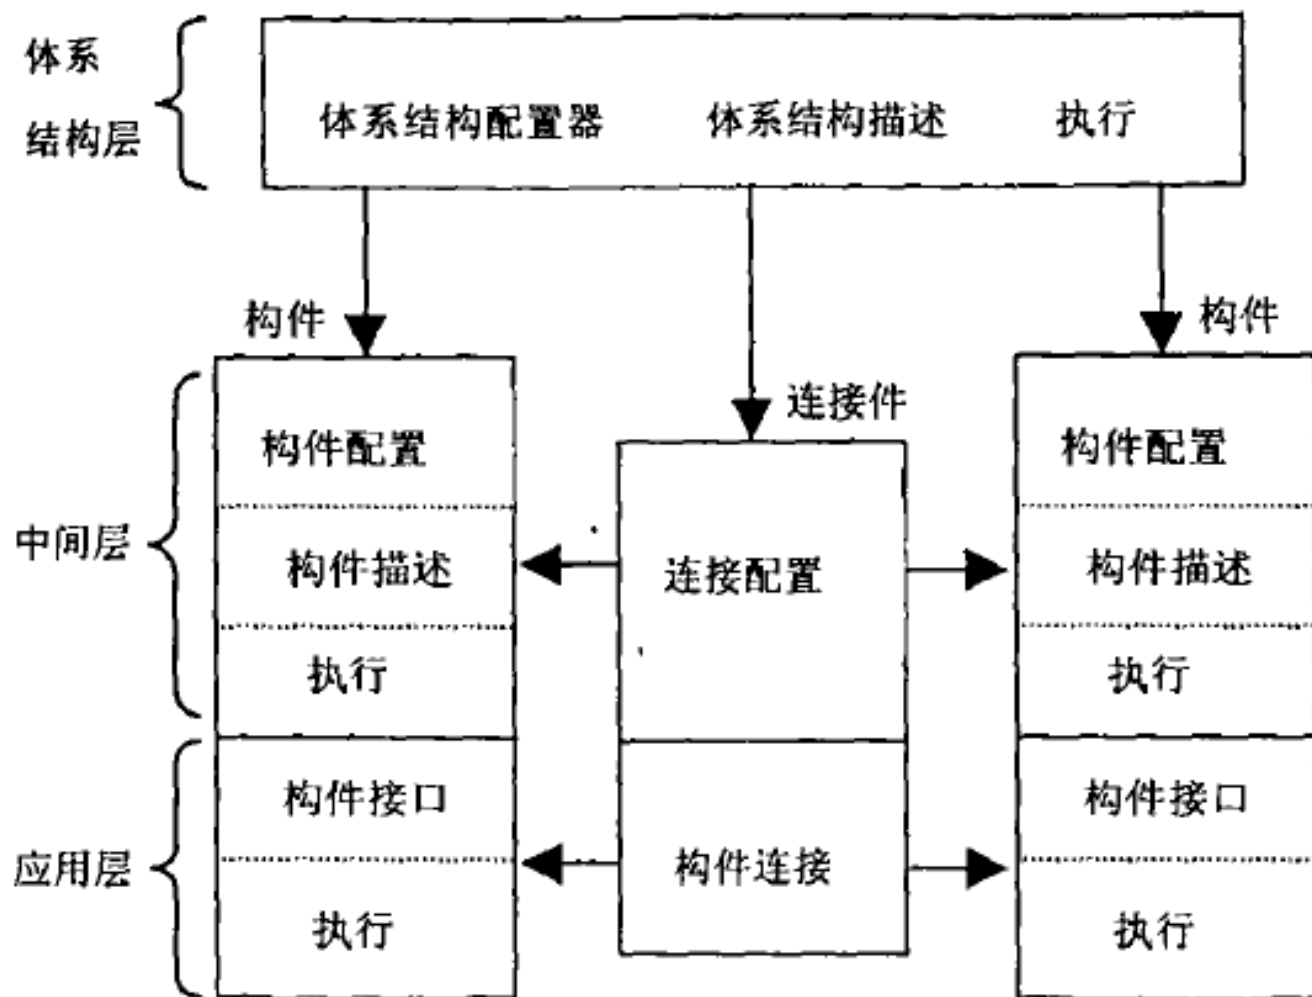 体系
结构层
体系结构配置器 体系结构描述 执行
构件
构件
连接件
中间层
构件配置
构件描述
执行
连接配置
构件配置
构件描述
执行
应用层
构件接口
执行
构件连接
构件接口
执行